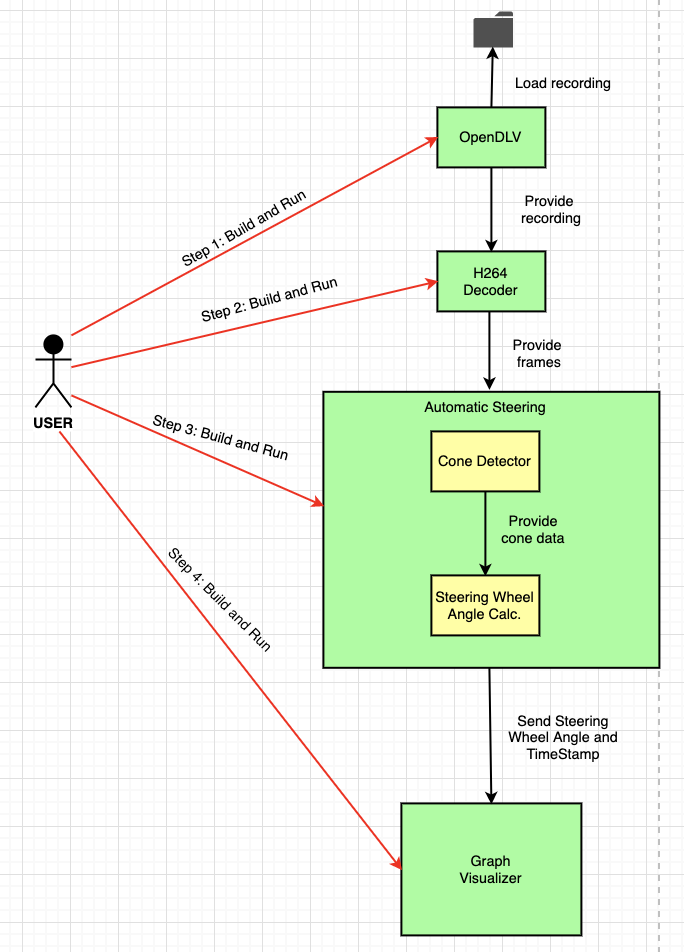 Load recording
OpenDLV
Step 1: Build and Run
Provide
recording
H264
Decoder
Step 2: Build and Run
Provide
frames
USER
Automatic Steering
Step 3: Build and Run
Cone Detector
Provide
cone data
Steering Wheel
Angle Calc.
Step 4: Build and Run
Send Steering
Wheel Angle and
TimeStamp
Graph
Visualizer